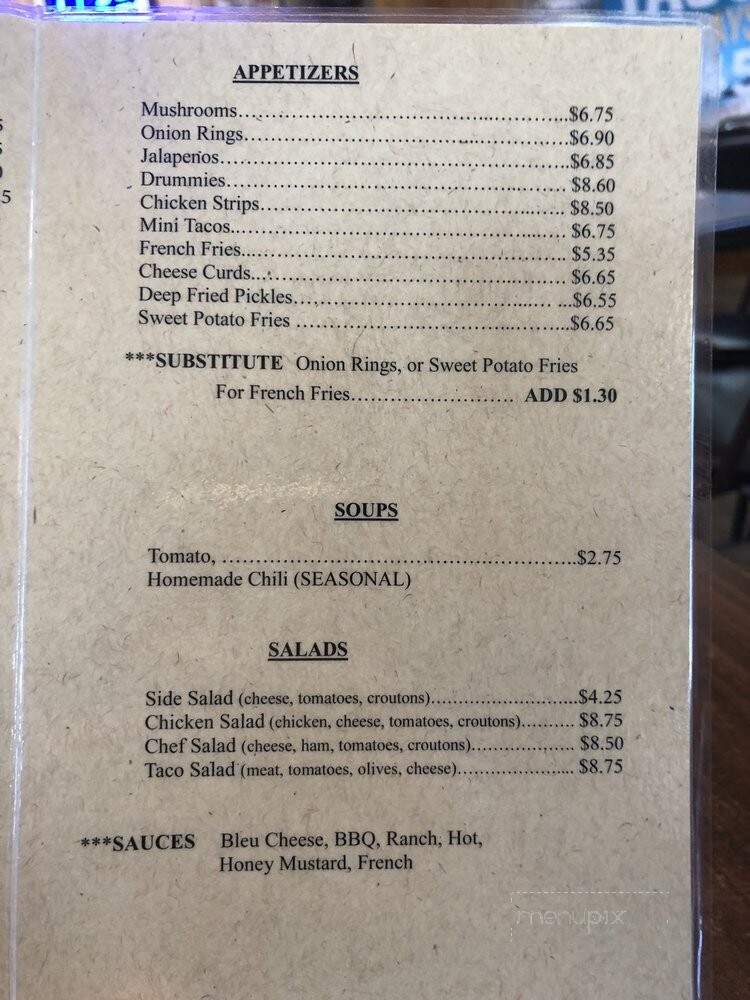 APPETIZERS
Mushrooms.......................................................$6.75
Onion Rings.....................................................$6.90
Jalapeños.........................................................$6.85
Drummies........................................................ $8.60
Chicken Strips.................................................. $8.50
Mini Tacos....................................................... $6.75
French Fries..................................................... $5.35
Cheese Curds................................................... $6.65
Deep Fried Pickles......................................... ...$6.55
Sweet Potato Fries .............................................$6.65
***SUBSTITUTE Onion Rings, or Sweet Potato Fries
For French Fries......................... ADD $1.30
SOUPS
Tomato, ..........................................................$2.75
Homemade Chili (SEASONAL)
SALADS
Side Salad (cheese, tomatoes, croutons)..........................$4.25
Chicken Salad (chicken, cheese, tomatoes, croutons).......... $8.75
Chef Salad (cheese, ham, tomatoes, croutons).................... $8.50
Taco Salad (meat, tomatoes, olives, cheese)....................... $8.75
***SAUCES Bleu Cheese, BBQ, Ranch, Hot,
Honey Mustard, French
menupix